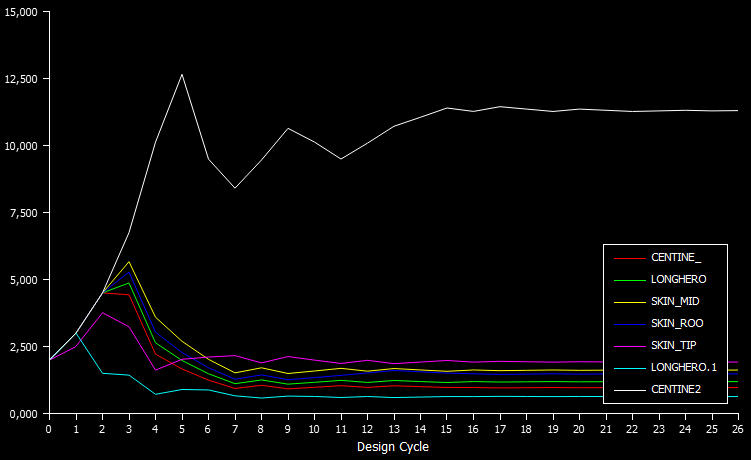 15,000
12,500
10,000
7,500
5,000
2,500
0,000
CENTINE_
LONGHERO
SKIN_MID
SKIN_ROO
SKIN_TIP
LONGHERO.1
CENTINE2
0 1 2 3 4 5 6 7 8 9 10 11 12 13 14 15 16 17 18 19 20 21 22 23 24 25 26
Design Cycle